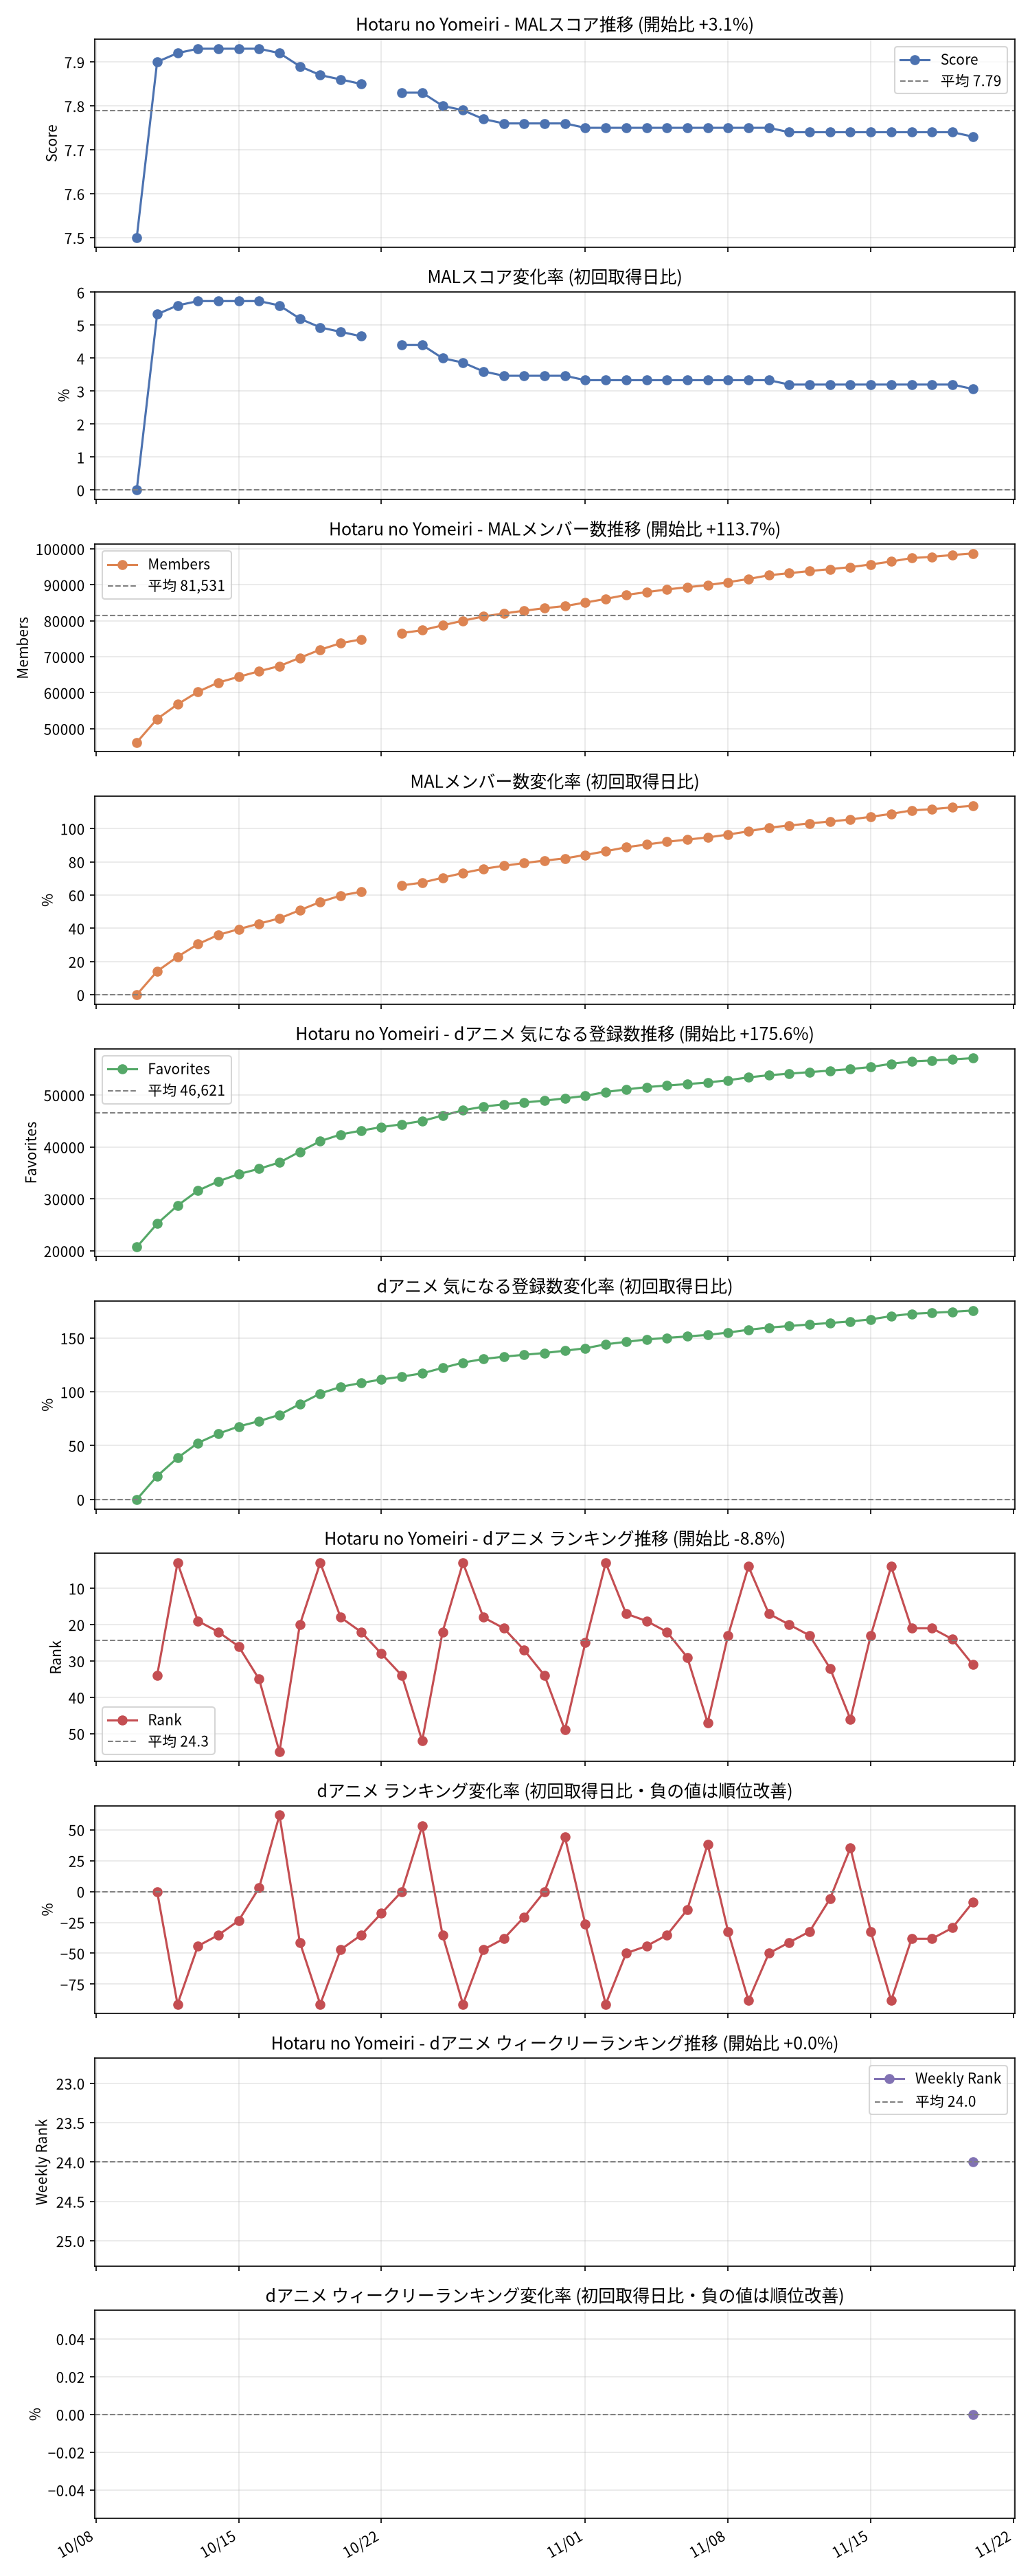 Hotaru no Yomeiri - MALスコア推移 (開始比 +3.1%)
Score
7.9
7.8
7.7
7.6
7.5
Score
平均 7.79
MALスコア変化率 (初回取得日比)
%
6
5
4
3
2
1
0
Hotaru no Yomeiri - MALメンバー数推移 (開始比 +113.7%)
Members
100000
90000
80000
70000
60000
50000
Members
平均 81,531
MALメンバー数変化率 (初回取得日比)
%
100
80
60
40
20
0
Hotaru no Yomeiri - dアニメ 気になる登録数推移 (開始比 +175.6%)
Favorites
50000
40000
30000
20000
Favorites
平均 46,621
dアニメ 気になる登録数変化率 (初回取得日比)
%
150
100
50
0
Hotaru no Yomeiri - dアニメ ランキング推移 (開始比 -8.8%)
Rank
10
20
30
40
50
Rank
平均 24.3
dアニメ ランキング変化率 (初回取得日比・負の値は順位改善)
%
50
25
0
−25
−50
−75
Hotaru no Yomeiri - dアニメ ウィークリーランキング推移 (開始比 +0.0%)
Weekly Rank
23.0
23.5
24.0
24.5
25.0
Weekly Rank
平均 24.0
dアニメ ウィークリーランキング変化率 (初回取得日比・負の値は順位改善)
%
0.04
0.02
0.00
−0.02
−0.04
10/08
10/15
10/22
11/01
11/08
11/15
11/22